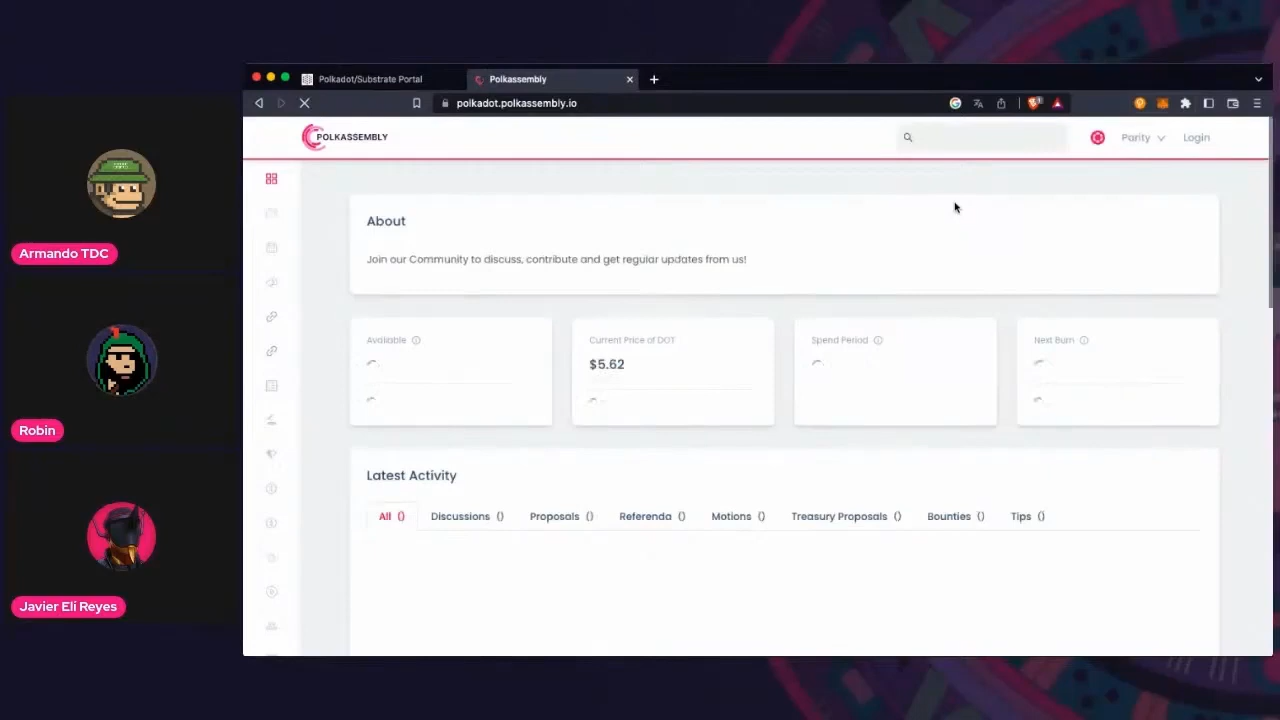 Polkadot/Substrate Portal
Polkassembly
polkadot.polkassembly.io
POLKASSEMBLY
Parity
Login
About
Join our Community to discuss, contribute and get regular updates from us!
Available
Current Price of DOT
Spend Period
Next Burn
$5.62
Latest Activity
All ()
Discussions ()
Proposals ()
Referenda ()
Motions ()
Treasury Proposals ()
Bounties ()
Tips ()
Armando TDC
Robin
Javier Eli Reyes